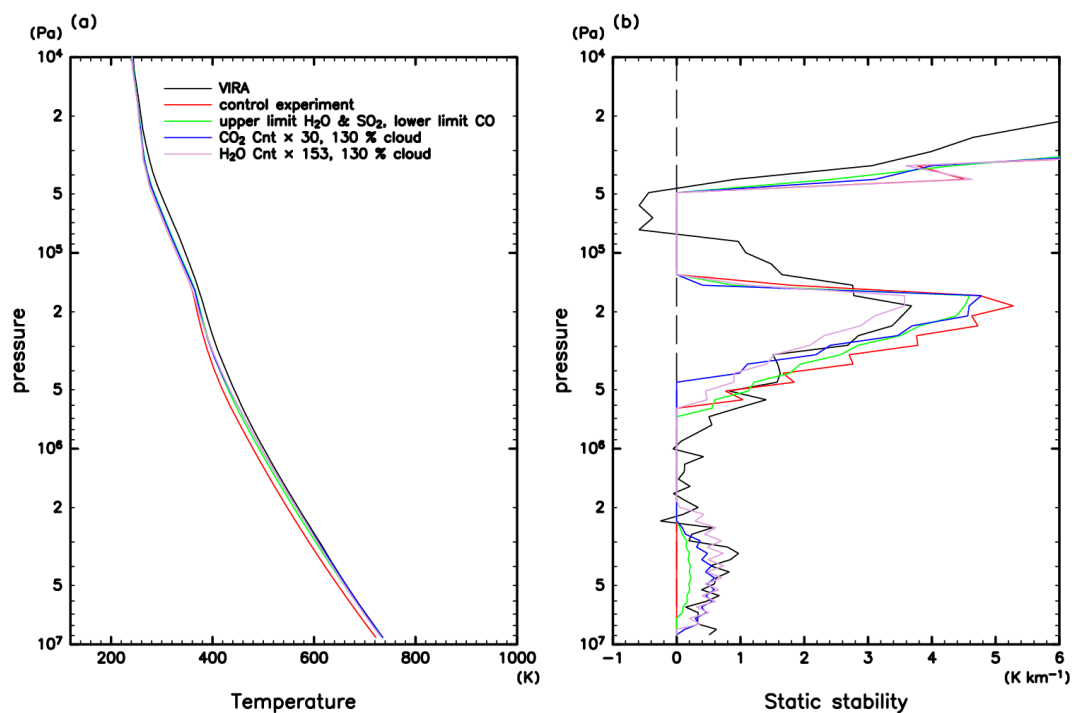 (a)
(Pa)
10⁴
2
5
10⁵
2
5
10⁶
2
5
10⁷
pressure
VIRA
control experiment
upper limit H₂O & SO₂, lower limit CO
CO₂ Cnt × 30, 130 % cloud
H₂O Cnt × 153, 130 % cloud
200 400 600 800 1000
(K)
Temperature
(b)
(Pa)
10⁴
2
5
10⁵
2
5
10⁶
2
5
10⁷
pressure
-1 0 1 2 3 4 5 6
(K km⁻¹)
Static stability